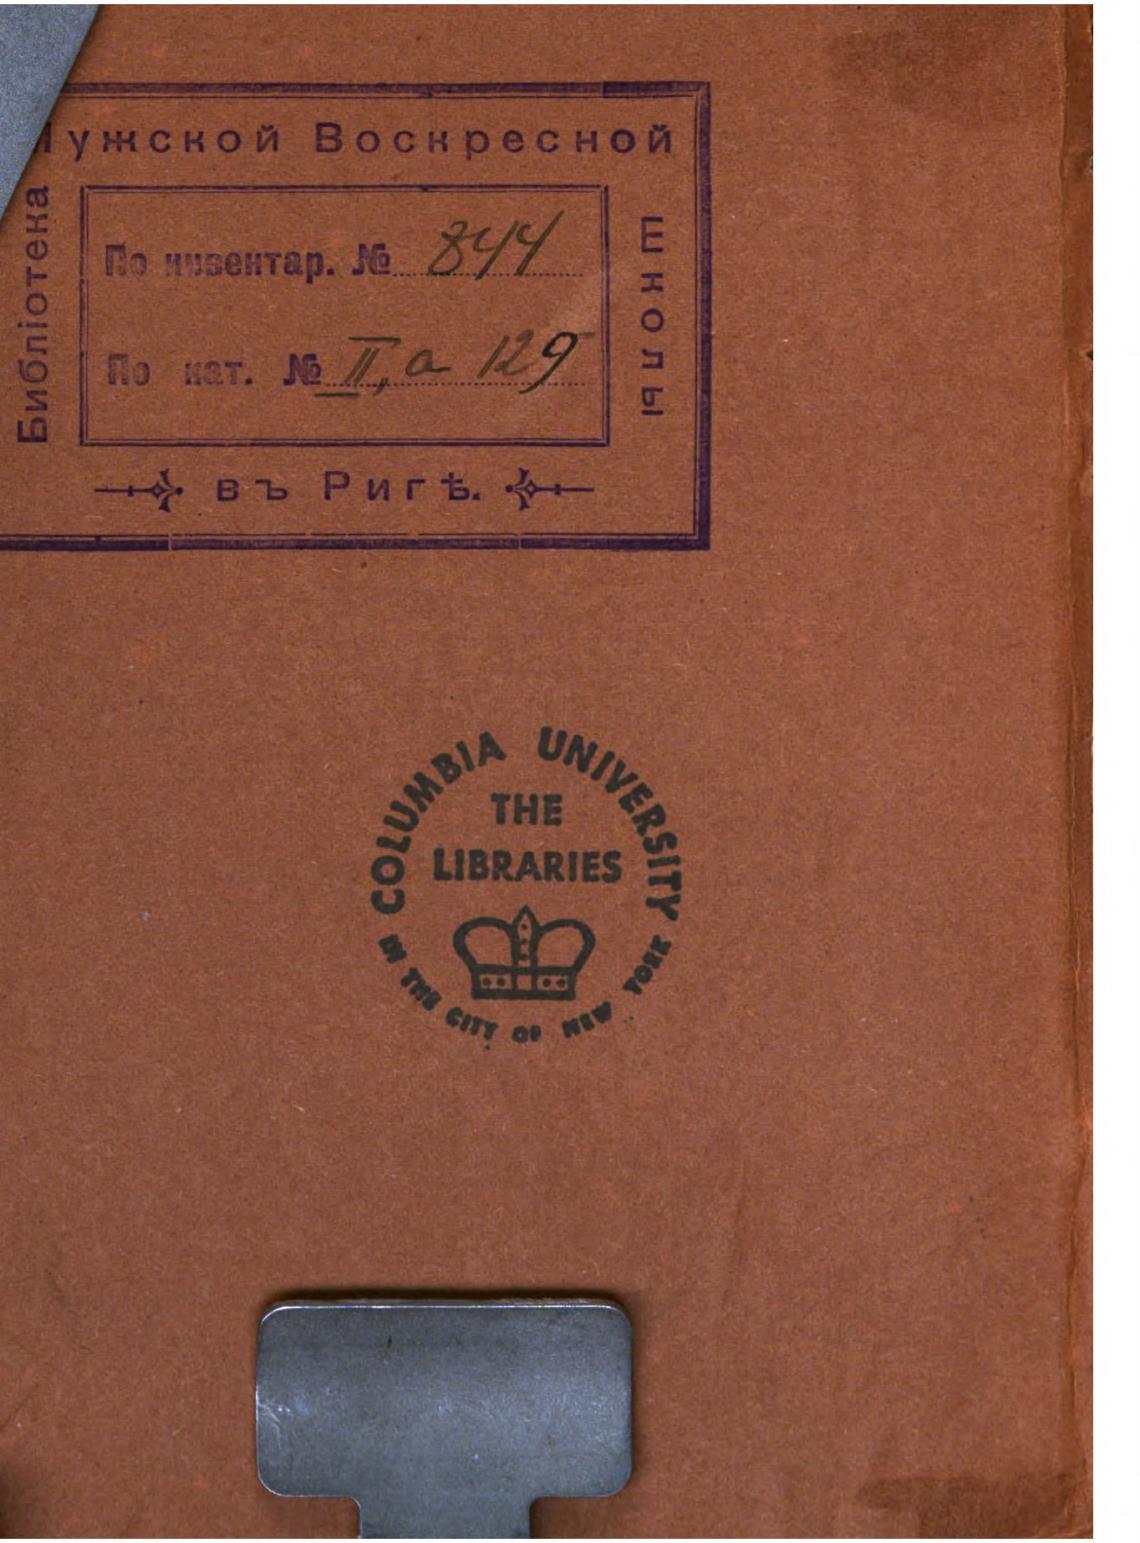 Библіотека
Мужской Воскресной
школы
По инвентар. № 844
По кат. № II, а 129
въ Ригѣ.
COLUMBIA UNIVERSITY
THE
LIBRARIES
IN THE CITY OF NEW YORK